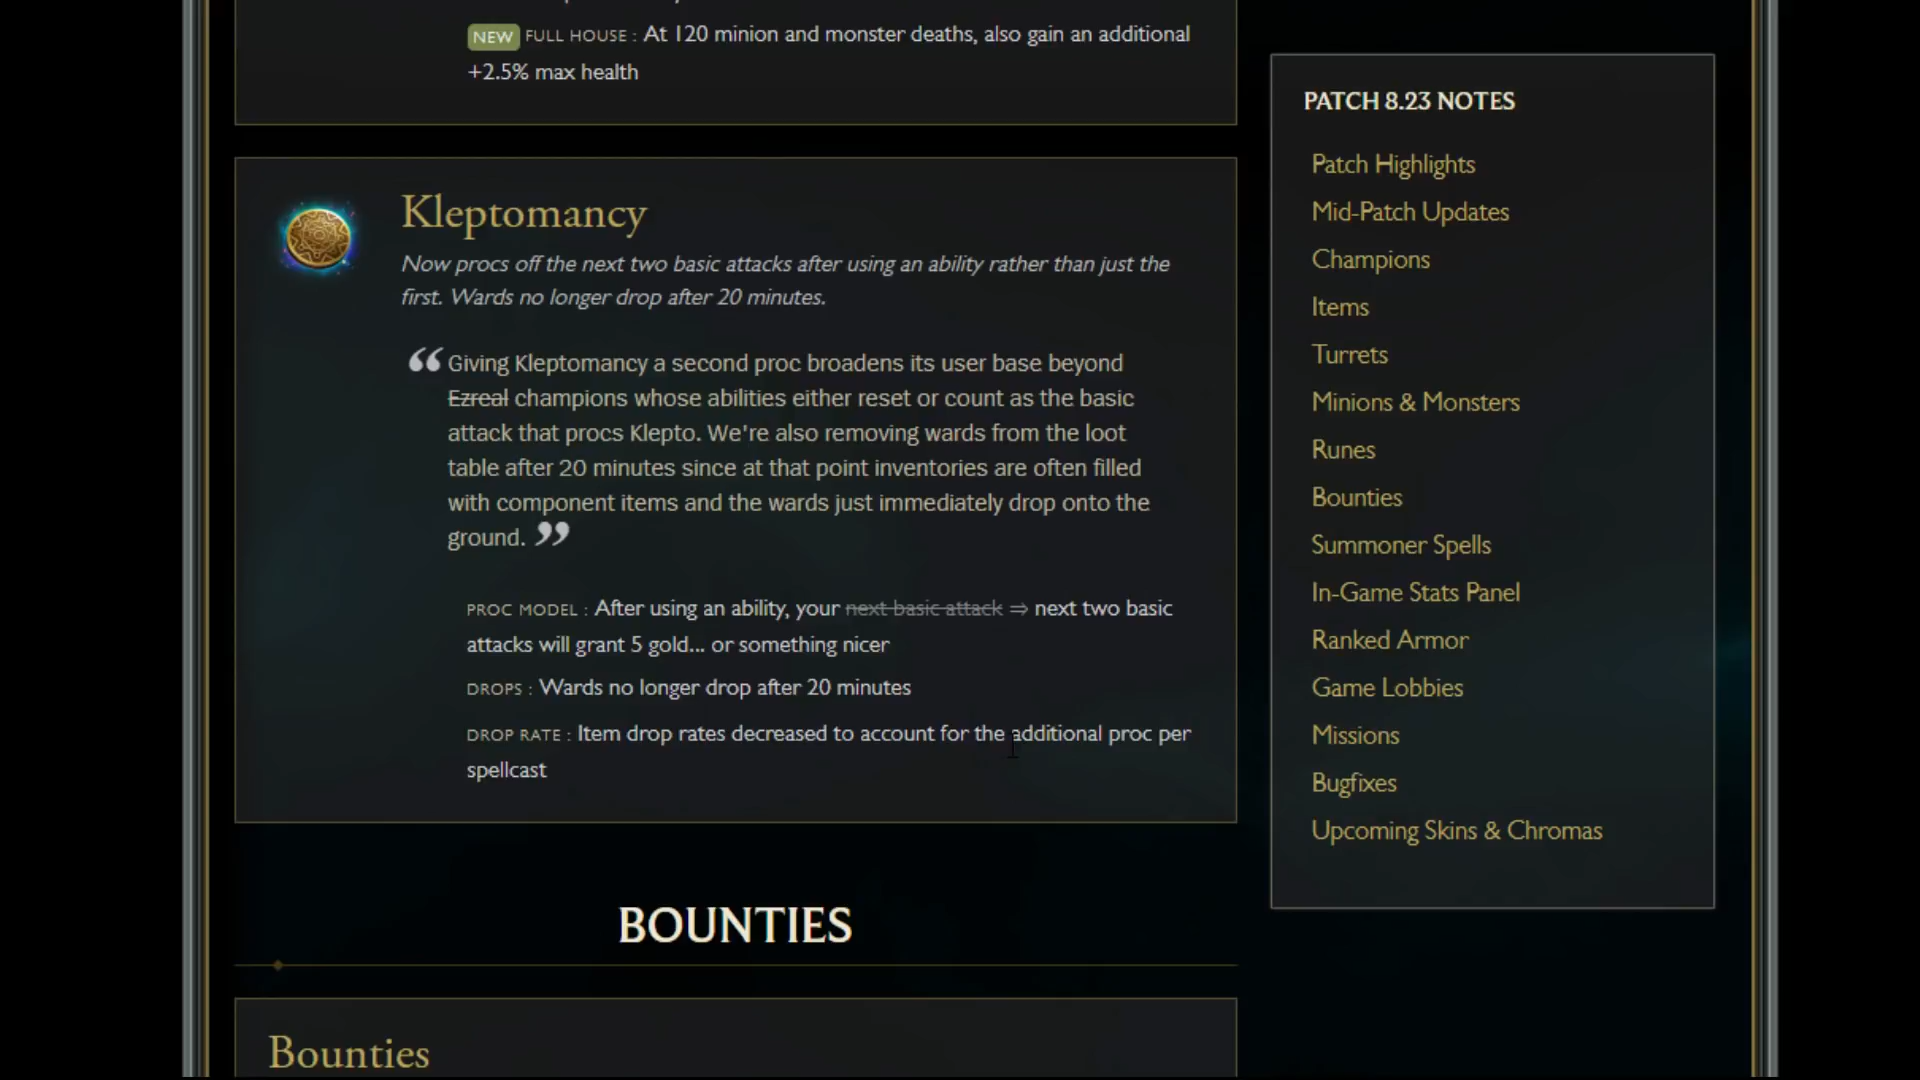 NEW FULL HOUSE : At 120 minion and monster deaths, also gain an additional
+2.5% max health
Kleptomancy
Now procs off the next two basic attacks after using an ability rather than just the
first. Wards no longer drop after 20 minutes.
“Giving Kleptomancy a second proc broadens its user base beyond
Ezreal champions whose abilities either reset or count as the basic
attack that procs Klepto. We're also removing wards from the loot
table after 20 minutes since at that point inventories are often filled
with component items and the wards just immediately drop onto the
ground. ”
PROC MODEL : After using an ability, your next basic attack ⇒ next two basic
attacks will grant 5 gold... or something nicer
DROPS : Wards no longer drop after 20 minutes
DROP RATE : Item drop rates decreased to account for the additional proc per
spellcast
BOUNTIES
Bounties
PATCH 8.23 NOTES
Patch Highlights
Mid-Patch Updates
Champions
Items
Turrets
Minions & Monsters
Runes
Bounties
Summoner Spells
In-Game Stats Panel
Ranked Armor
Game Lobbies
Missions
Bugfixes
Upcoming Skins & Chromas